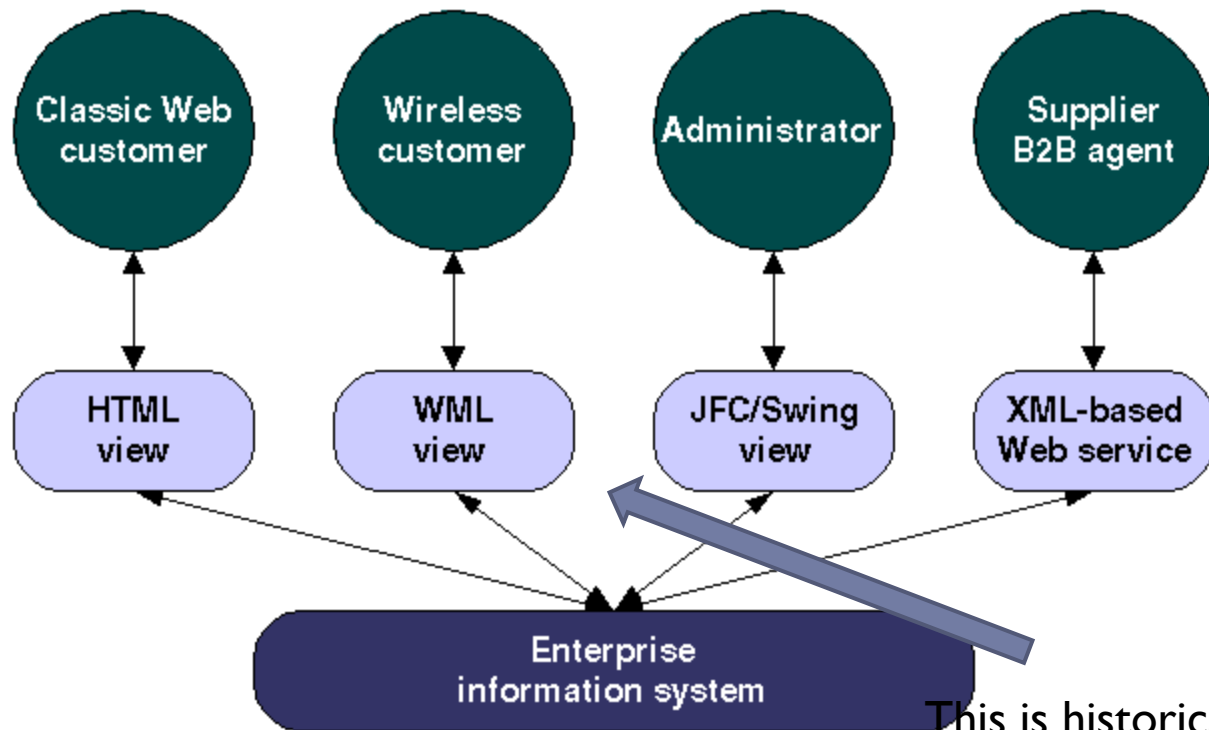 Classic Web
customer
Wireless
customer
Administrator
Supplier
B2B agent
HTML
view
WML
view
JFC/Swing
view
XML-based
Web service
Enterprise
information system
This is historic